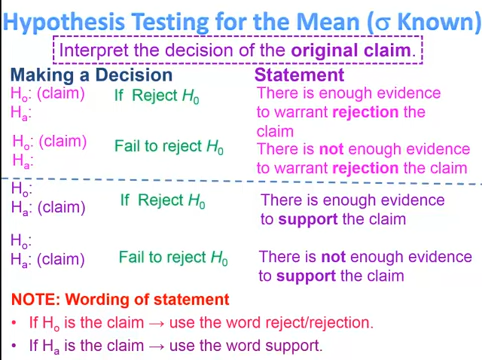 Hypothesis Testing for the Mean (σ Known)
Interpret the decision of the original claim.
Making a Decision Statement
H₀: (claim) If Reject H₀ There is enough evidence
Hₐ: to warrant rejection the
claim
H₀: (claim) Fail to reject H₀ There is not enough evidence
Hₐ: to warrant rejection the claim
H₀:
Hₐ: (claim) If Reject H₀ There is enough evidence
to support the claim
H₀:
Hₐ: (claim) Fail to reject H₀ There is not enough evidence
to support the claim
NOTE: Wording of statement
• If H₀ is the claim → use the word reject/rejection.
• If Hₐ is the claim → use the word support.